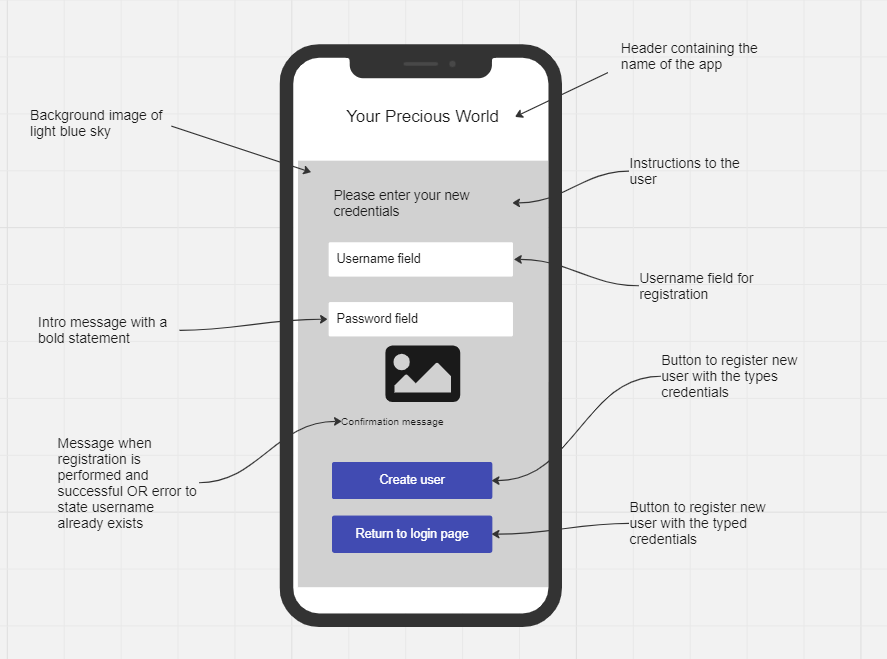 Header containing the
name of the app
Background image of
light blue sky
Your Precious World
Instructions to the
user
Please enter your new
credentials
Username field
Username field for
registration
Intro message with a
bold statement
Password field
Button to register new
user with the types
credentials
Confirmation message
Message when
registration is
performed and
successful OR error to
state username
already exists
Create user
Button to register new
user with the typed
credentials
Return to login page